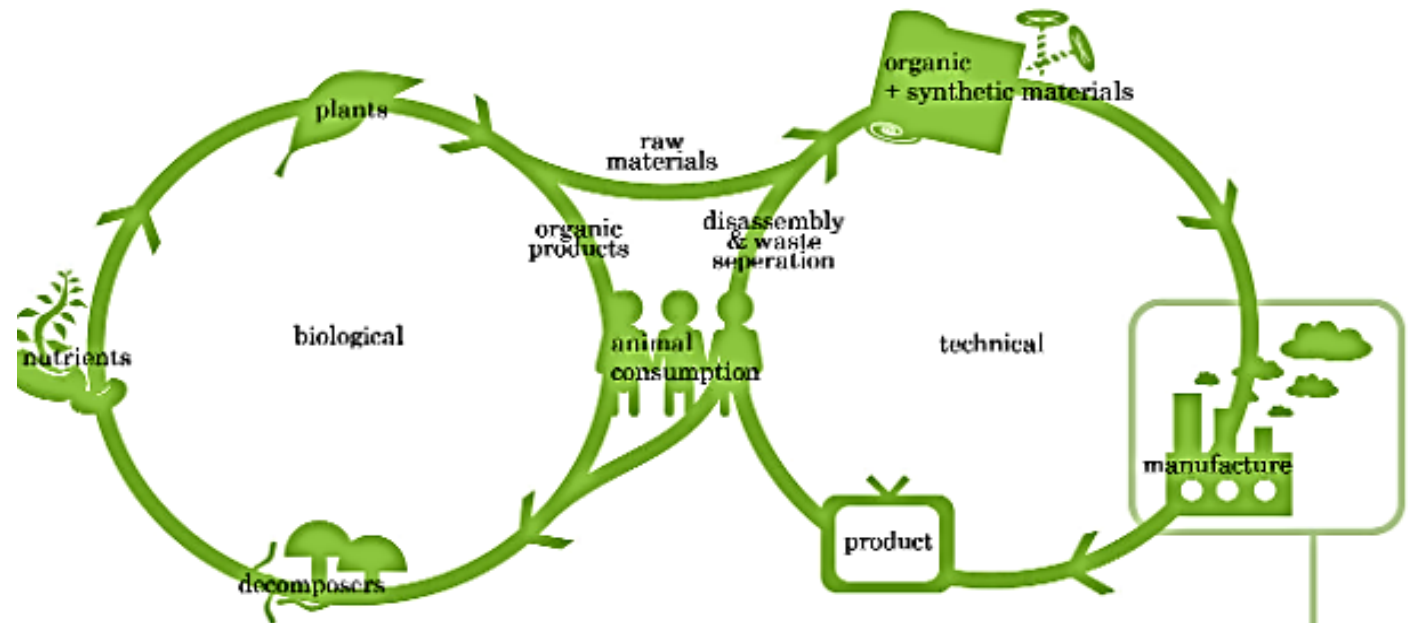 plants
organic
+ synthetic materials
raw
materials
organic
products
disassembly
& waste
seperation
nutrients
biological
animal
consumption
technical
manufacture
product
decomposers